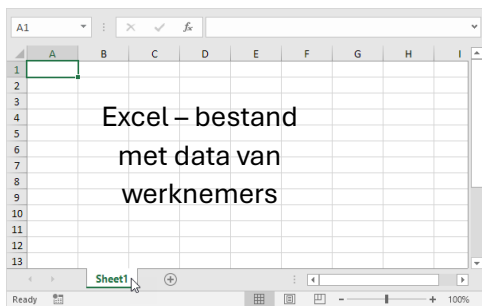 A1 fx
A B C D E F G H I
1
2
3
4
5
6
7
8
9
10
11
12
13
Excel – bestand
met data van
werknemers
Sheet1
Ready 100%